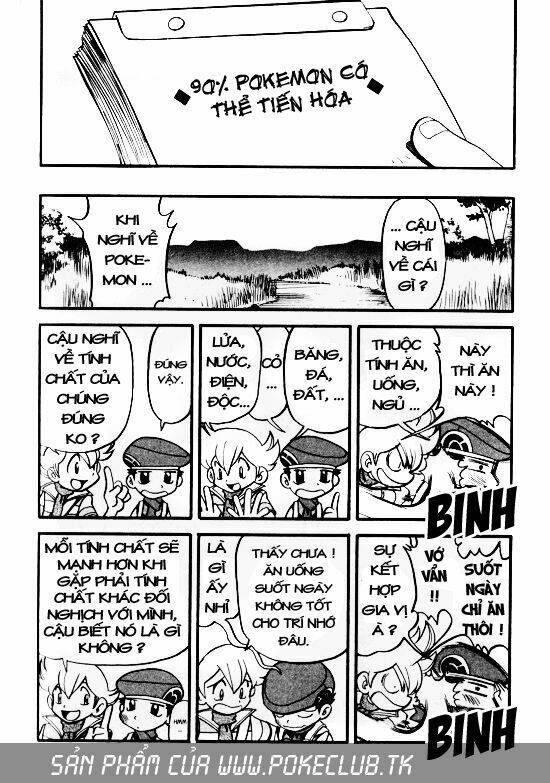 90% POKEMON CÓ
THỂ TIẾN HÓA
KHI
NGHĨ VỀ
POKE-
MON ...
... CẬU
NGHĨ
VỀ CÁI
GÌ ?
CẬU NGHĨ
VỀ TÍNH
CHẤT CỦA
CHÚNG
ĐÚNG
KO ?
ĐÚNG
VẬY.
LỬA,
NƯỚC,
ĐIỆN,
ĐỘC...
CỎ
...
BĂNG,
ĐÁ,
ĐẤT, ...
THUỘC
TÍNH ĂN,
UỐNG,
NGỦ ...
NÀY
THÌ ĂN
NÀY !
BINH
MỖI TÍNH CHẤT SẼ
MẠNH HƠN KHI
GẶP PHẢI TÍNH
CHẤT KHÁC ĐỐI
NGHỊCH VỚI MÌNH,
CẬU BIẾT NÓ LÀ GÌ
KHÔNG ?
HMM
LÀ
GÌ
ẤY
NHỈ
THẤY CHƯA !
ĂN UỐNG
SUỐT NGÀY
KHÔNG TỐT
CHO TRÍ NHỚ
ĐÂU.
SỰ
KẾT
HỢP
GIA VỊ
À ?
VỚ
VẨN
!!
SUỐT
NGÀY
CHỈ ĂN
THÔI !
BINH
SẢN PHẨM CỦA WWW.POKECLUB.TK